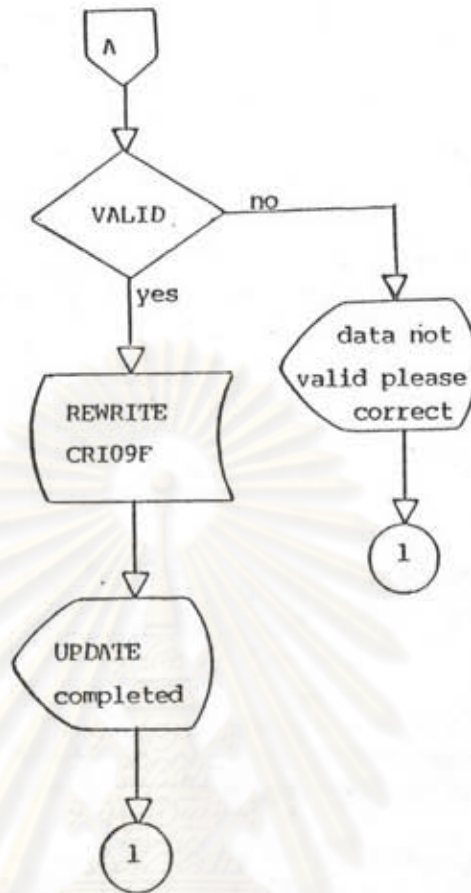 A
VALID
no
yes
data not
valid please
correct
REWRITE
CRI09F
1
UPDATE
completed
1